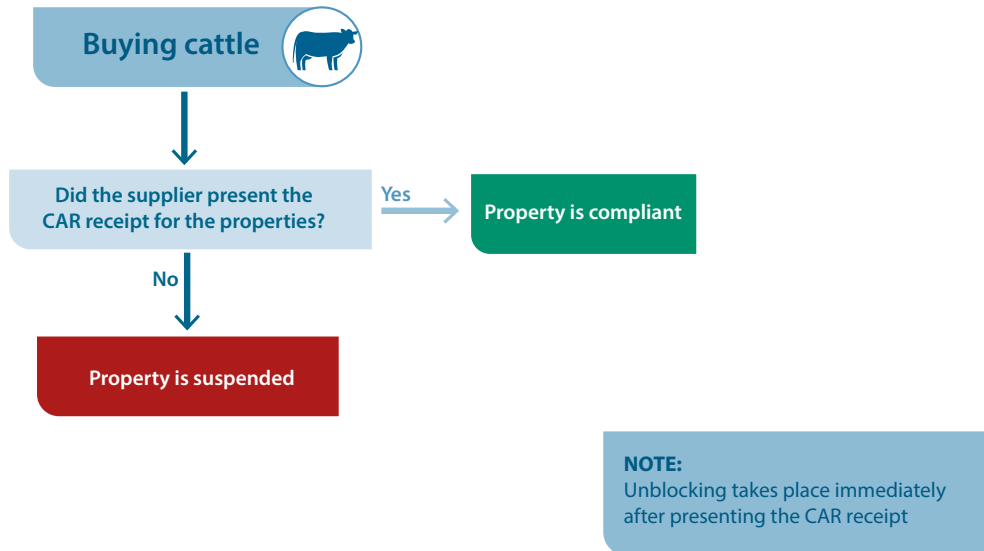 Buying cattle
Did the supplier present the
CAR receipt for the properties?
Yes
Property is compliant
No
Property is suspended
NOTE:
Unblocking takes place immediately
after presenting the CAR receipt